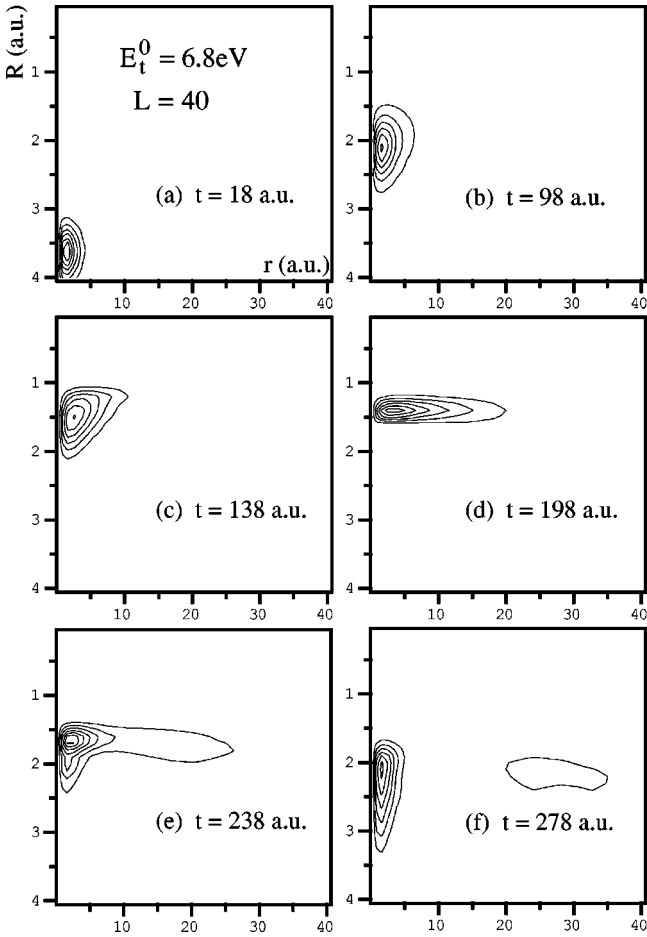 R (a.u.)
E_t^0 = 6.8eV
L = 40
1
2
3
4
(a) t = 18 a.u.
r (a.u.)
10 20 30 40
1
2
3
4
(b) t = 98 a.u.
10 20 30 40
1
2
3
4
(c) t = 138 a.u.
10 20 30 40
1
2
3
4
(d) t = 198 a.u.
10 20 30 40
1
2
3
4
(e) t = 238 a.u.
10 20 30 40
1
2
3
4
(f) t = 278 a.u.
10 20 30 40